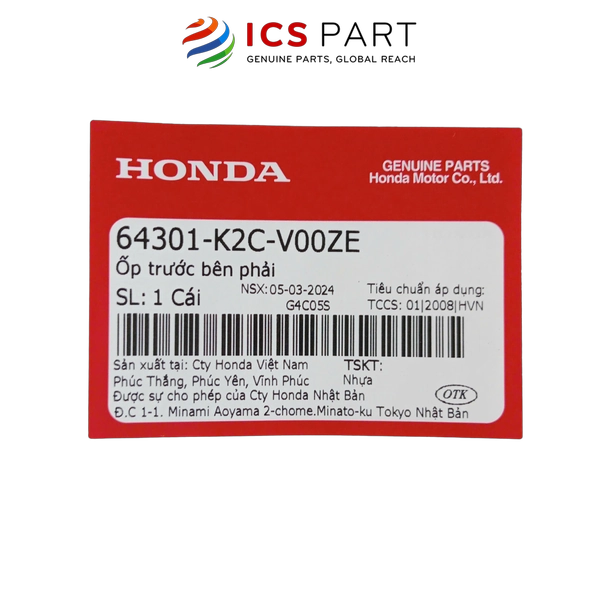 ICS PART
GENUINE PARTS, GLOBAL REACH
HONDA
GENUINE PARTS
Honda Motor Co., Ltd.
64301-K2C-V00ZE
Ốp trước bên phải
SL: 1 Cái
NSX: 05-03-2024
G4C05S
Tiêu chuẩn áp dụng:
TCCS: 01|2008|HVN
Sản xuất tại: Cty Honda Việt Nam
Phúc Thắng, Phúc Yên, Vĩnh Phúc
TSKT:
Nhựa
Được sự cho phép của Cty Honda Nhật Bản
Đ.C 1-1. Minami Aoyama 2-chome.Minato-ku Tokyo Nhật Bản
OTK